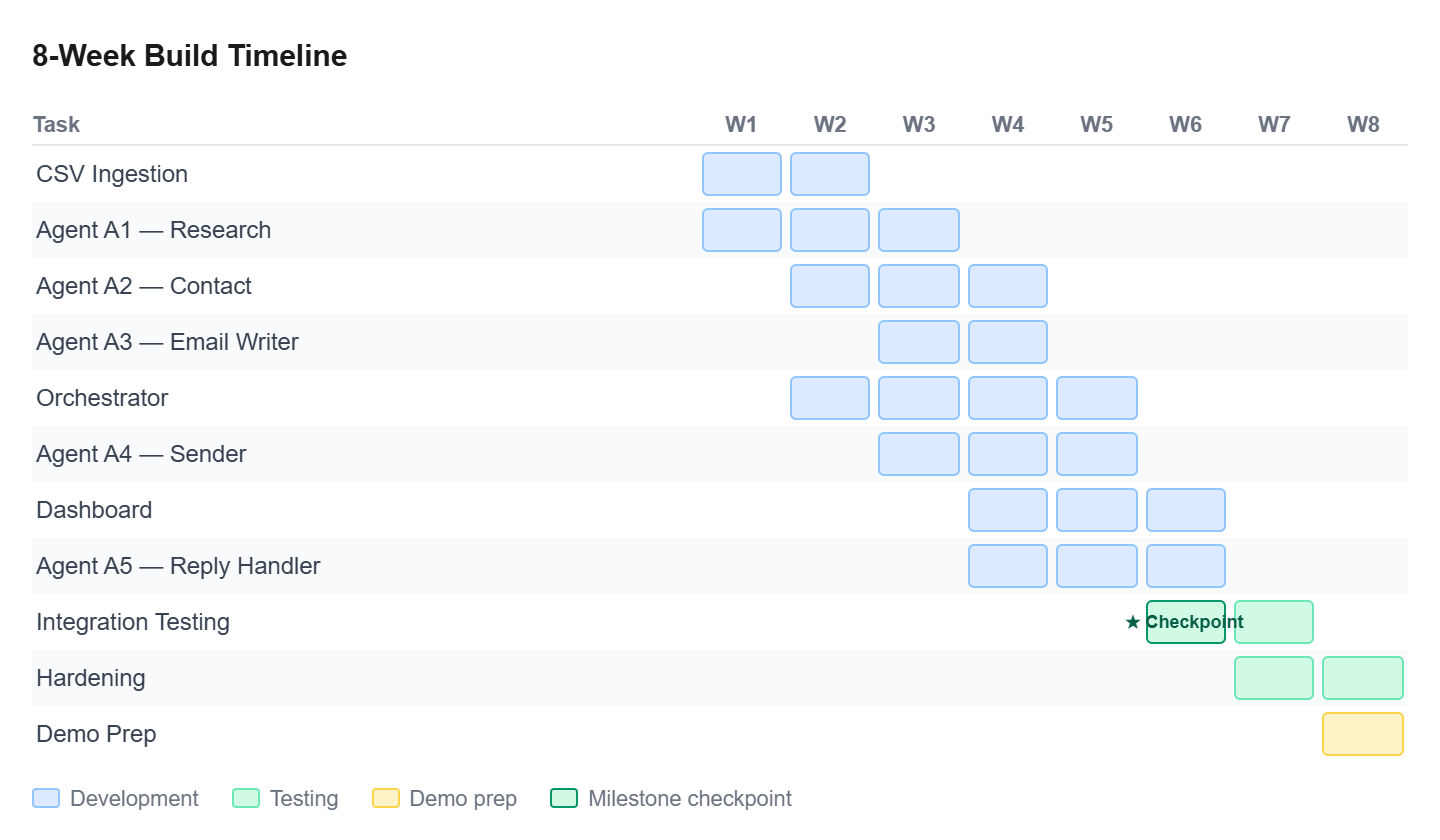 8-Week Build Timeline
Task W1 W2 W3 W4 W5 W6 W7 W8
CSV Ingestion
Agent A1 — Research
Agent A2 — Contact
Agent A3 — Email Writer
Orchestrator
Agent A4 — Sender
Dashboard
Agent A5 — Reply Handler
Integration Testing ★ Checkpoint
Hardening
Demo Prep
Development Testing Demo prep Milestone checkpoint